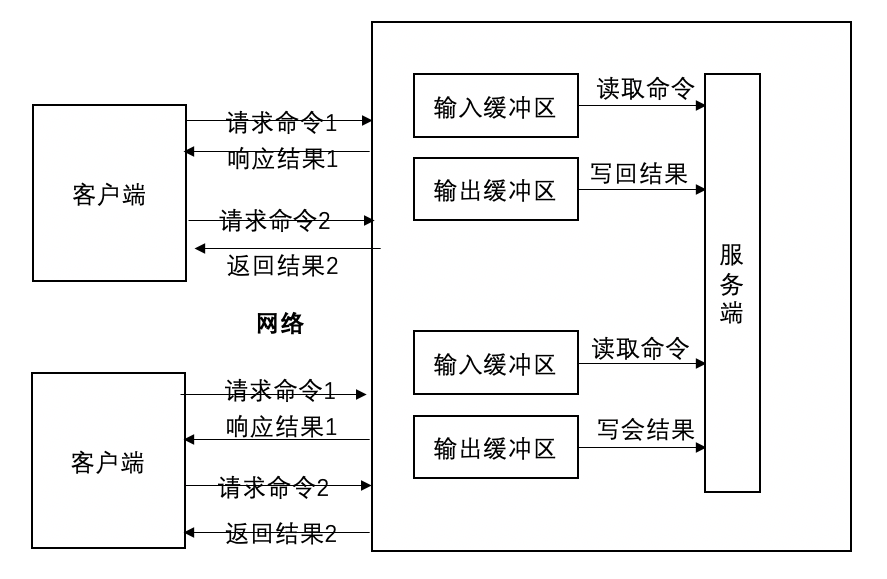 客户端
请求命令1
响应结果1
请求命令2
返回结果2
网络
客户端
请求命令1
响应结果1
请求命令2
返回结果2
输入缓冲区
读取命令
输出缓冲区
写回结果
输入缓冲区
读取命令
输出缓冲区
写会结果
服务端